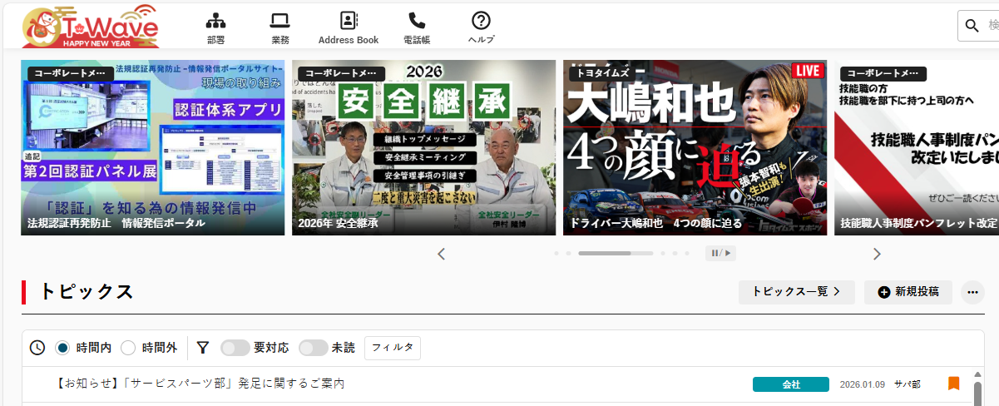 T Wave
HAPPY NEW YEAR
部署
業務
Address Book
電話帳
ヘルプ
検
コーポレートメ…
法規認証再発防止 -情報発信ポータルサイト-
現場の取り組み
認証体系アプリ
追記
第2回認証パネル展
「認証」を知る為の情報発信中
法規認証再発防止 情報発信ポータル
コーポレートメ…
2026
安全継承
組織トップメッセージ
安全継承ミーティング
安全管理事項の引継ぎ
二度と重大災害を起こさない
会社安全副リーダー
会社安全リーダー
伊村 隆博
2026年 安全継承
トヨタイムズ
LIVE
大嶋和也
4つの顔に迫る
張本智和も
生出演!
トヨタイムズスポーツ
ドライバー大嶋和也 4つの顔に迫る
コーポレートメ…
技能職の方
技能職を部下に持つ上司の方へ
技能職人事制度パン
改定いたしま
ぜひご一読くださ
技能職人事制度パンフレット改定
トピックス
トピックス一覧
新規投稿
時間内
時間外
要対応
未読
フィルタ
【お知らせ】「サービスパーツ部」発足に関するご案内
会社
2026.01.09
サパ部